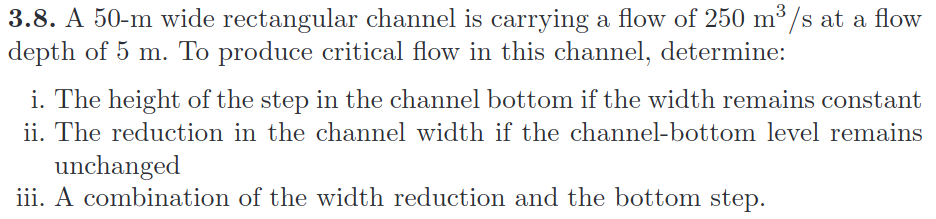 3.8. A 50-m wide rectangular channel is carrying a flow of 250 m³/s at a flow
depth of 5 m. To produce critical flow in this channel, determine:
i. The height of the step in the channel bottom if the width remains constant
ii. The reduction in the channel width if the channel-bottom level remains
unchanged
iii. A combination of the width reduction and the bottom step.